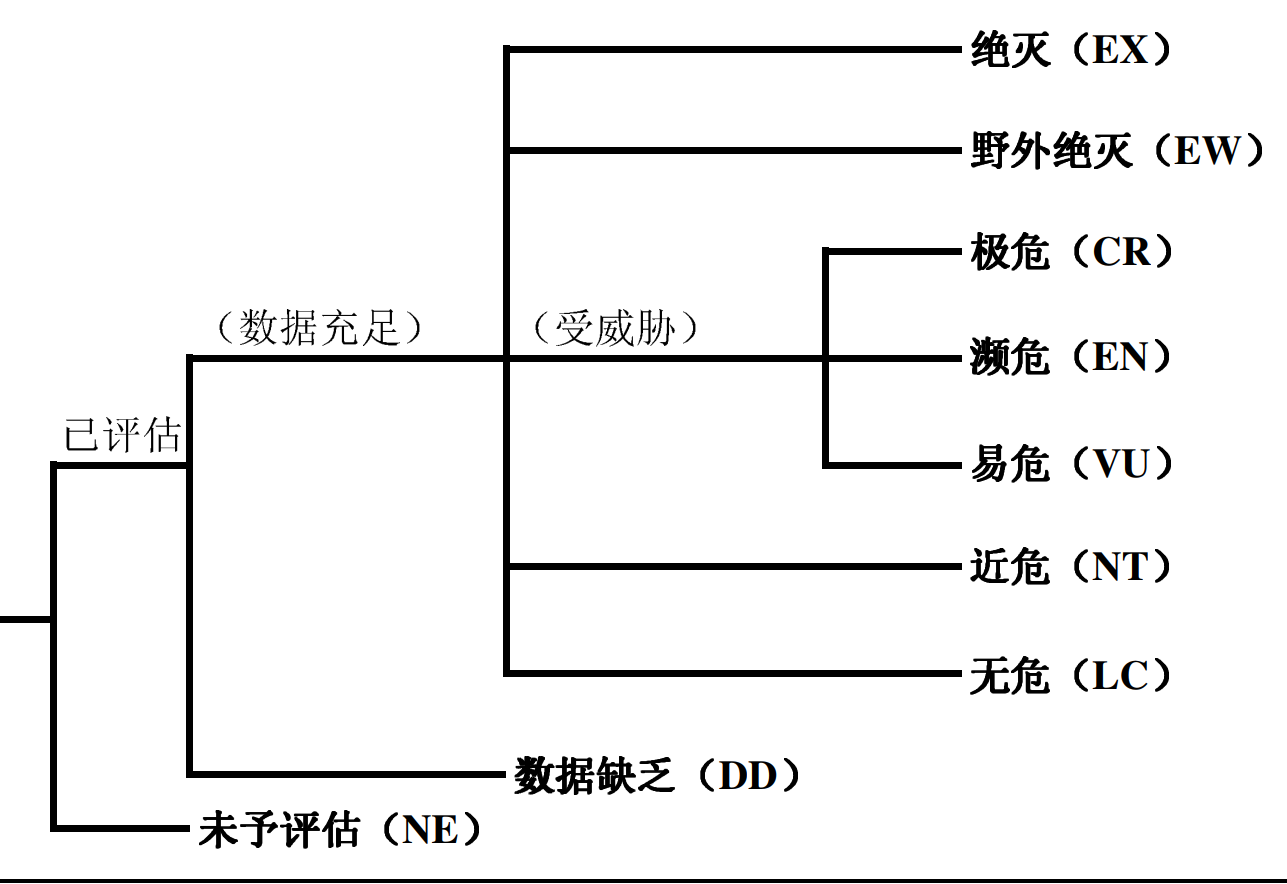 绝灭（EX）
野外绝灭（EW）
极危（CR）
（数据充足）
（受威胁）
濒危（EN）
已评估
易危（VU）
近危（NT）
无危（LC）
数据缺乏（DD）
未予评估（NE）